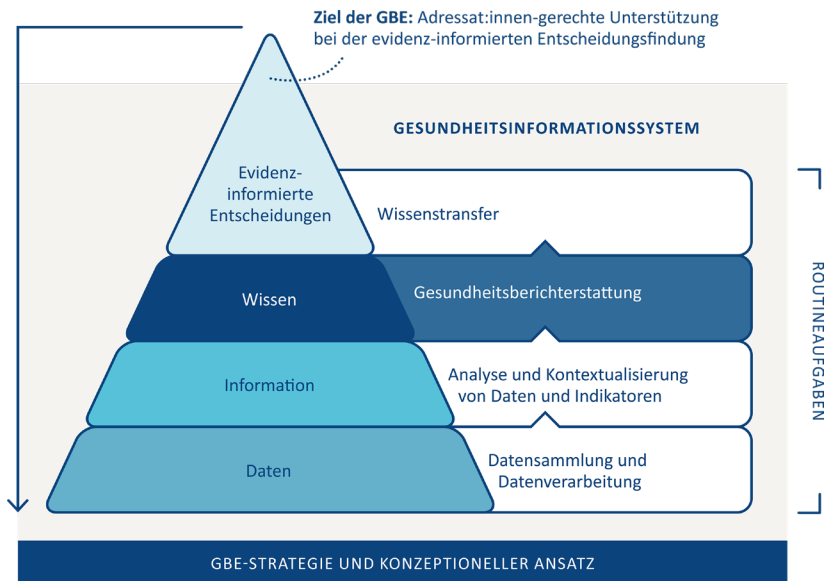 Ziel der GBE: Adressat:innen-gerechte Unterstützung
bei der evidenz-informierten Entscheidungsfindung
GESUNDHEITSINFORMATIONSSYSTEM
Evidenz-
informierte
Entscheidungen
Wissenstransfer
Wissen
Gesundheitsberichterstattung
Information
Analyse und Kontextualisierung
von Daten und Indikatoren
Daten
Datensammlung und
Datenverarbeitung
ROUTINEAUFGABEN
GBE-STRATEGIE UND KONZEPTIONELLER ANSATZ